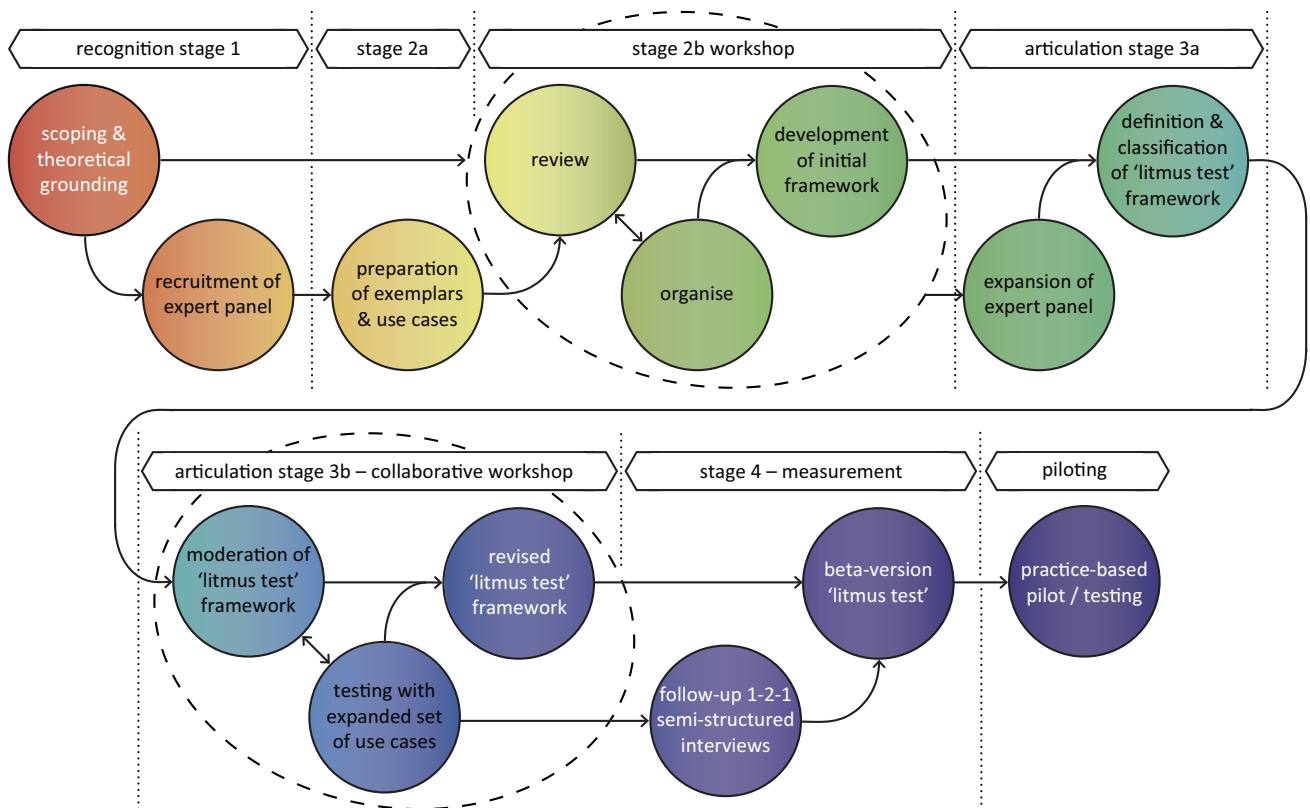 recognition stage 1
stage 2a
stage 2b workshop
articulation stage 3a
scoping &
theoretical
grounding
recruitment of
expert panel
preparation
of exemplars
& use cases
review
organise
development
of initial
framework
expansion of
expert panel
definition &
classification
of ‘litmus test’
framework
articulation stage 3b – collaborative workshop
stage 4 – measurement
piloting
moderation of
‘litmus test’
framework
testing with
expanded set
of use cases
revised
‘litmus test’
framework
follow-up 1-2-1
semi-structured
interviews
beta-version
‘litmus test’
practice-based
pilot / testing